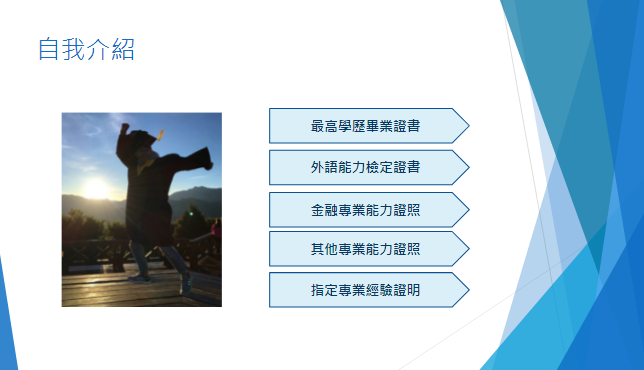 自我介紹
最高學歷畢業證書
外語能力檢定證書
金融專業能力證照
其他專業能力證照
指定專業經驗證明